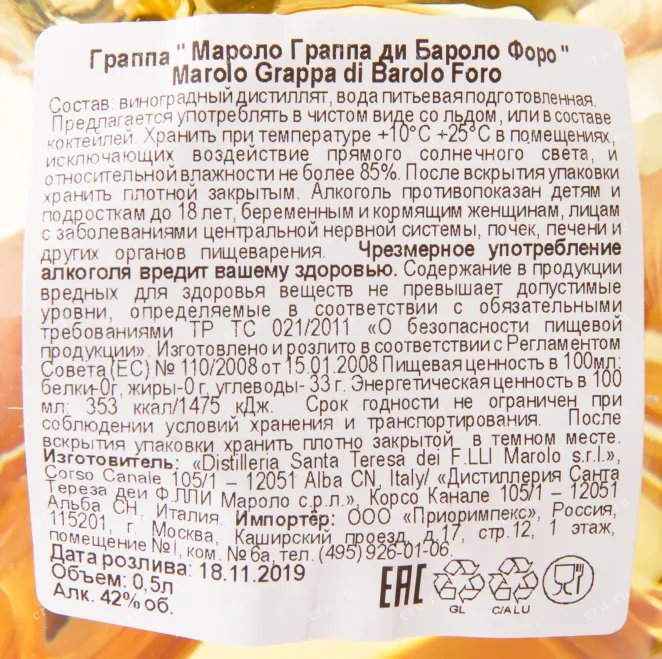 Граппа " Мароло Граппа ди Бароло Форо "
Marolo Grappa di Barolo Foro
Состав: виноградный дистиллят, вода питьевая подготовленная.
Предлагается употреблять в чистом виде со льдом, или в составе
коктейлей. Хранить при температуре +10°C +25°C в помещениях,
исключающих воздействие прямого солнечного света, и
относительной влажности не более 85%. После вскрытия упаковки
хранить плотной закрытым. Алкоголь противопоказан детям и
подросткам до 18 лет, беременным и кормящим женщинам, лицам
с заболеваниями центральной нервной системы, почек, печени и
других органов пищеварения. Чрезмерное употребление
алкоголя вредит вашему здоровью. Содержание в продукции
вредных для здоровья веществ не превышает допустимые
уровни, определяемые в соответствии с обязательными
требованиями ТР ТС 021/2011 «О безопасности пищевой
продукции». Изготовлено и розлито в соответствии с Регламентом
Совета (ЕС) № 110/2008 от 15.01.2008 Пищевая ценность в 100мл:
белки-0г, жиры-0 г, углеводы- 33 г. Энергетическая ценность в 100
мл: 353 ккал/1475 кДж. Срок годности не ограничен при
соблюдении условий хранения и транспортирования. После
вскрытия упаковки хранить плотно закрытой в темном месте.
Изготовитель: «Distilleria Santa Teresa dei F.LLI Marolo s.r.l.»,
Corso Canale 105/1 – 12051 Alba CN, Italy/ «Дистиллерия Санта
Тереза деи Ф.ЛЛИ Мароло с.р.л.», Корсо Канале 105/1 – 12051
Альба CH, Италия. Импортёр: ООО «Приоримпекс», Россия,
115201, г. Москва, Каширский проезд, д.17, стр.12, 1 этаж,
помещение №I, ком. №6а, тел. (495) 926-01-06.
Дата розлива: 18.11.2019
Объем: 0,5л
Алк. 42% об.
EAC
GL C/ALU